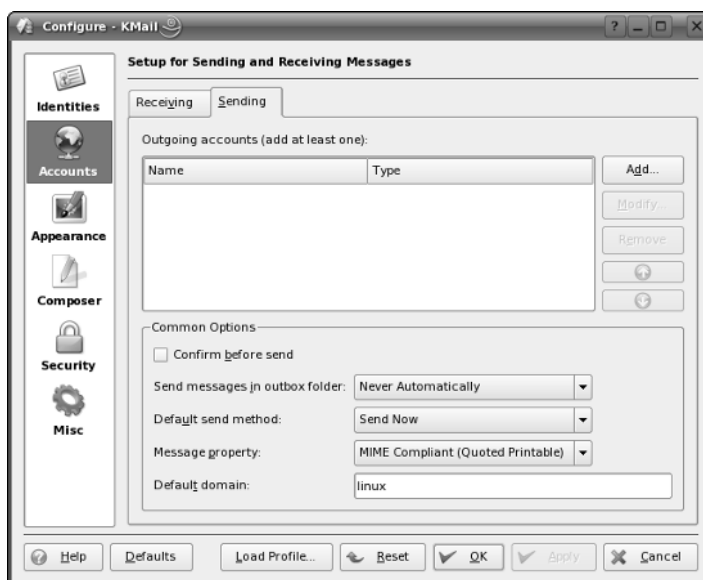 Configure - KMail
Setup for Sending and Receiving Messages
Identities
Accounts
Appearance
Composer
Security
Misc
Receiving Sending
Outgoing accounts (add at least one):
Name Type
Add...
Modify...
Remove
Common Options
Confirm before send
Send messages in outbox folder: Never Automatically
Default send method: Send Now
Message property: MIME Compliant (Quoted Printable)
Default domain: linux
Help Defaults Load Profile... Reset OK Apply Cancel